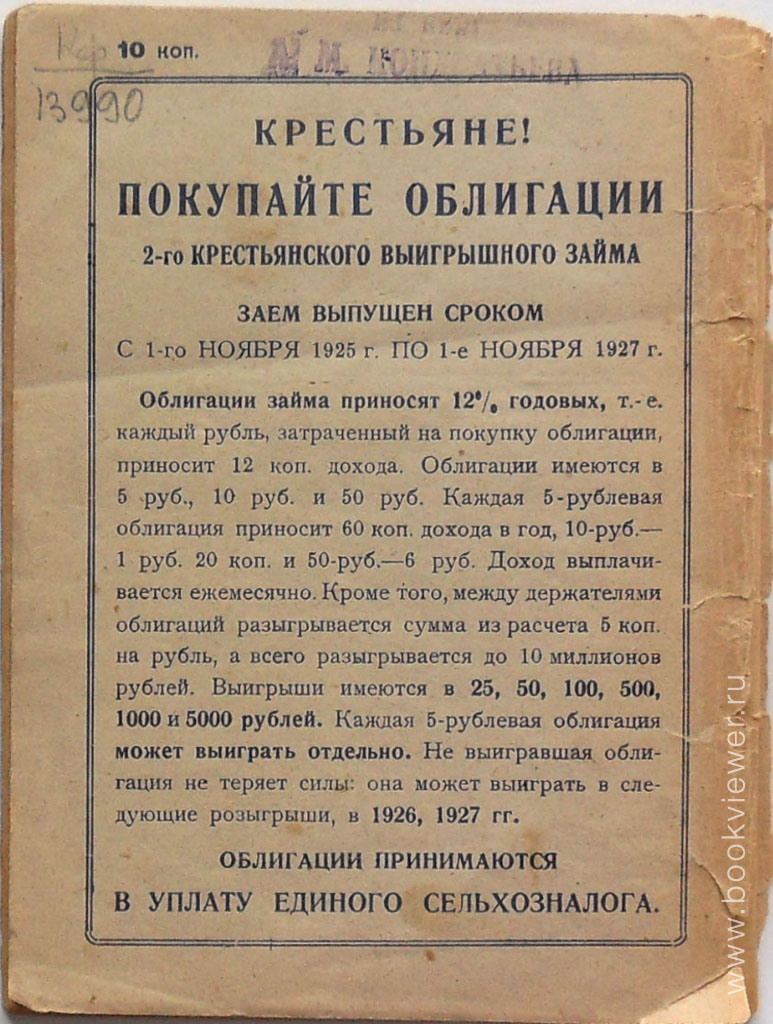 10 коп.
13990
КРЕСТЬЯНЕ!
ПОКУПАЙТЕ ОБЛИГАЦИИ
2-го КРЕСТЬЯНСКОГО ВЫИГРЫШНОГО ЗАЙМА
ЗАЕМ ВЫПУЩЕН СРОКОМ
С 1-го НОЯБРЯ 1925 г. ПО 1-е НОЯБРЯ 1927 г.
Облигации займа приносят 12% годовых, т.-е.
каждый рубль, затраченный на покупку облигации,
приносит 12 коп. дохода. Облигации имеются в
5 руб., 10 руб. и 50 руб. Каждая 5-рублевая
облигация приносит 60 коп. дохода в год, 10-руб.—
1 руб. 20 коп. и 50-руб.—6 руб. Доход выплачи-
вается ежемесячно. Кроме того, между держателями
облигаций разыгрывается сумма из расчета 5 коп.
на рубль, а всего разыгрывается до 10 миллионов
рублей. Выигрыши имеются в 25, 50, 100, 500,
1000 и 5000 рублей. Каждая 5-рублевая облигация
может выиграть отдельно. Не выигравшая обли-
гация не теряет силы: она может выиграть в сле-
дующие розыгрыши, в 1926, 1927 гг.
ОБЛИГАЦИИ ПРИНИМАЮТСЯ
В УПЛАТУ ЕДИНОГО СЕЛЬХОЗНАЛОГА.
www.bookviewer.ru